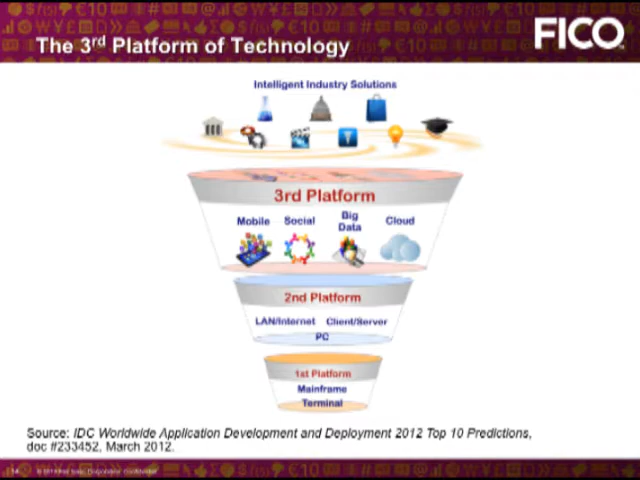 The 3rd Platform of Technology
FICO
Intelligent Industry Solutions
3rd Platform
Mobile Social Big Data Cloud
2nd Platform
LAN/Internet Client/Server
PC
1st Platform
Mainframe
Terminal
Source: IDC Worldwide Application Development and Deployment 2012 Top 10 Predictions,
doc #233452, March 2012.